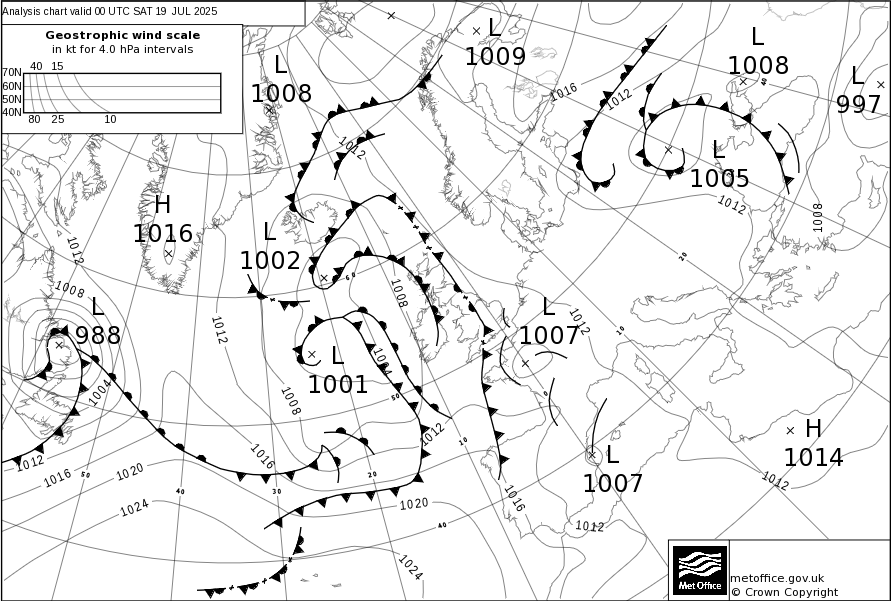 Analysis chart valid 00 UTC SAT 19 JUL 2025
Geostrophic wind scale
in kt for 4.0 hPa intervals
40 15
70N
60N
50N
40N
80 25 10
L
1009
L
1008
L
1008
L
997
1016
1012
1012
L
1005
1012
1008
H
1016
L
1002
1012
1008
L
988
1004
1012
1008
60
20
10
L
1007
1012
1004
L
1001
1008
50
0
1012
10
1016
20
30
40
50
1012
1016
1020
1024
1020
40
1016
1024
L
1007
1012
H
1014
1012
40
Met Office
metoffice.gov.uk
© Crown Copyright